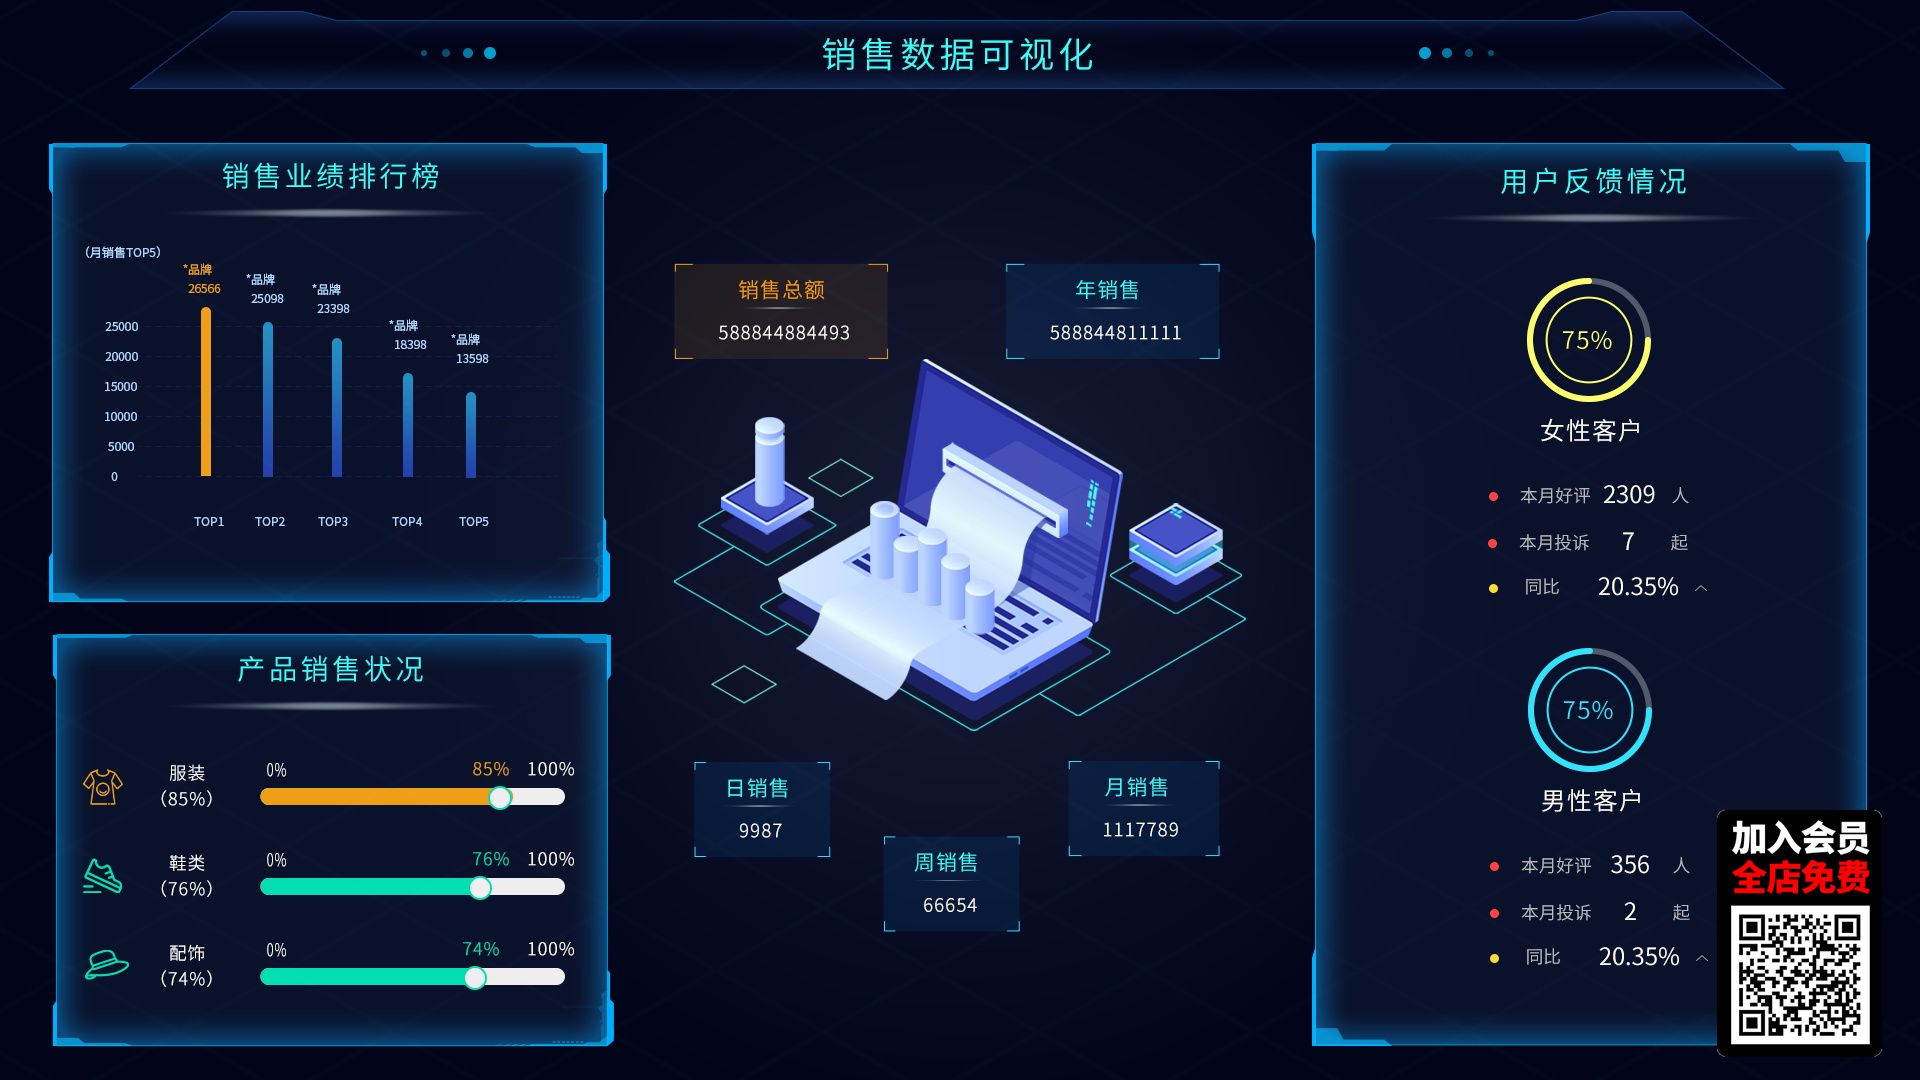 销售数据可视化
销售业绩排行榜
（月销售TOP5）
*品牌
26566
*品牌
25098
*品牌
23398
*品牌
18398
*品牌
13598
25000
20000
15000
10000
5000
0
TOP1 TOP2 TOP3 TOP4 TOP5
产品销售状况
服装
（85%）
0% 85% 100%
鞋类
（76%）
0% 76% 100%
配饰
（74%）
0% 74% 100%
销售总额
588844884493
年销售
588844811111
日销售
9987
周销售
66654
月销售
1117789
用户反馈情况
75%
女性客户
本月好评 2309 人
本月投诉 7 起
同比 20.35%
75%
男性客户
本月好评 356 人
本月投诉 2 起
同比 20.35%
加入会员
全店免费